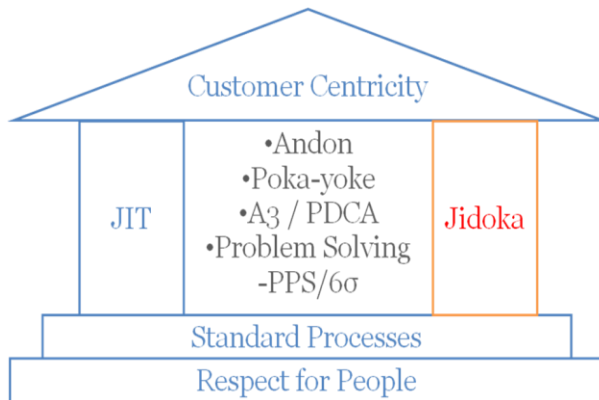 Customer Centricity
JIT
•Andon
•Poka-yoke
•A3 / PDCA
•Problem Solving
-PPS/6σ
Jidoka
Standard Processes
Respect for People